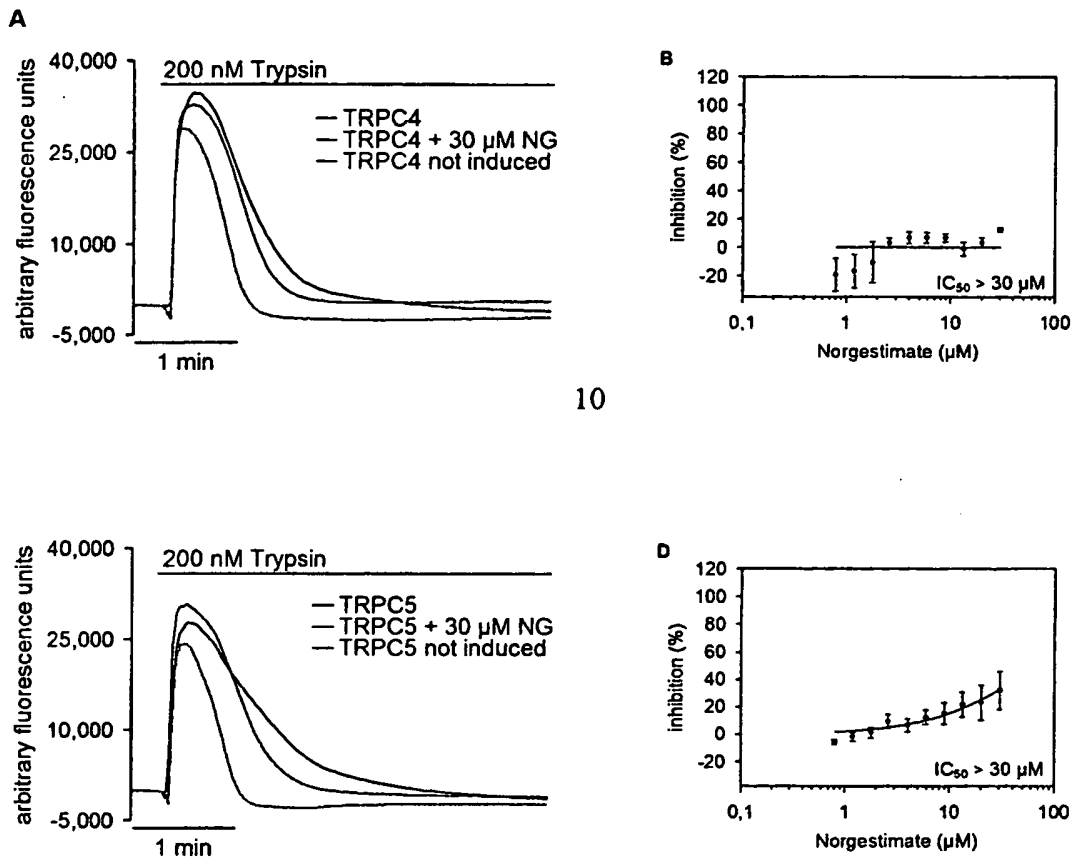 A
arbitrary fluorescence units
40,000
25,000
10,000
-5,000
200 nM Trypsin
TRPC4
TRPC4 + 30 µM NG
TRPC4 not induced
1 min
B
inhibition (%)
120
100
80
60
40
20
0
-20
IC₅₀ > 30 µM
0,1
1
10
100
Norgestimate (µM)
10
arbitrary fluorescence units
40,000
25,000
10,000
-5,000
200 nM Trypsin
TRPC5
TRPC5 + 30 µM NG
TRPC5 not induced
1 min
D
inhibition (%)
120
100
80
60
40
20
0
-20
IC₅₀ > 30 µM
0,1
1
10
100
Norgestimate (µM)